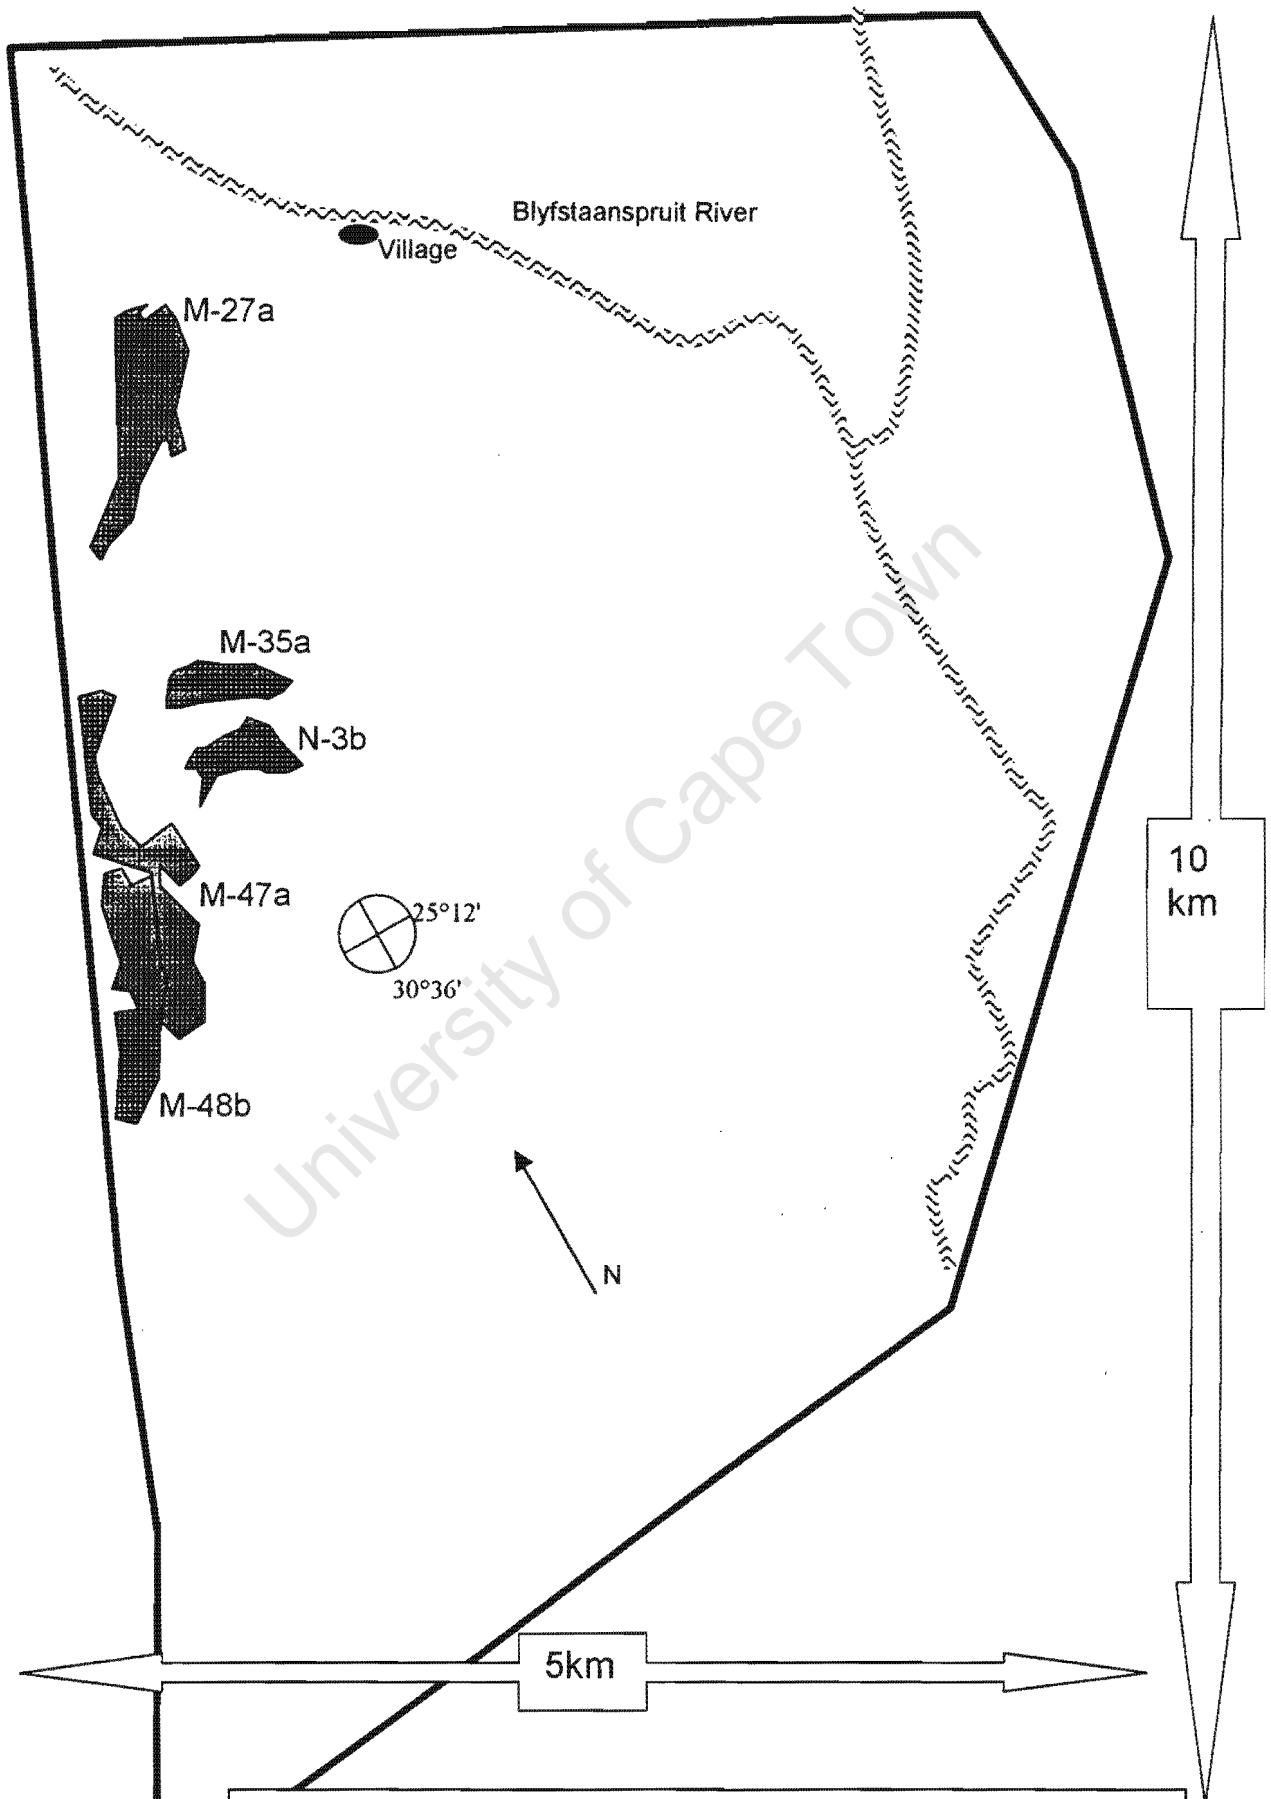 Blyfstaanspruit River
Village
M-27a
M-35a
N-3b
M-47a
25°12'
30°36'
M-48b
N
10
km
5km
University of Cape Town